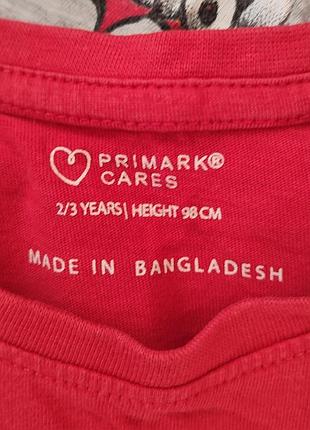 PRIMARK®
CARES
2/3 YEARS| HEIGHT 98 CM
MADE IN BANGLADESH